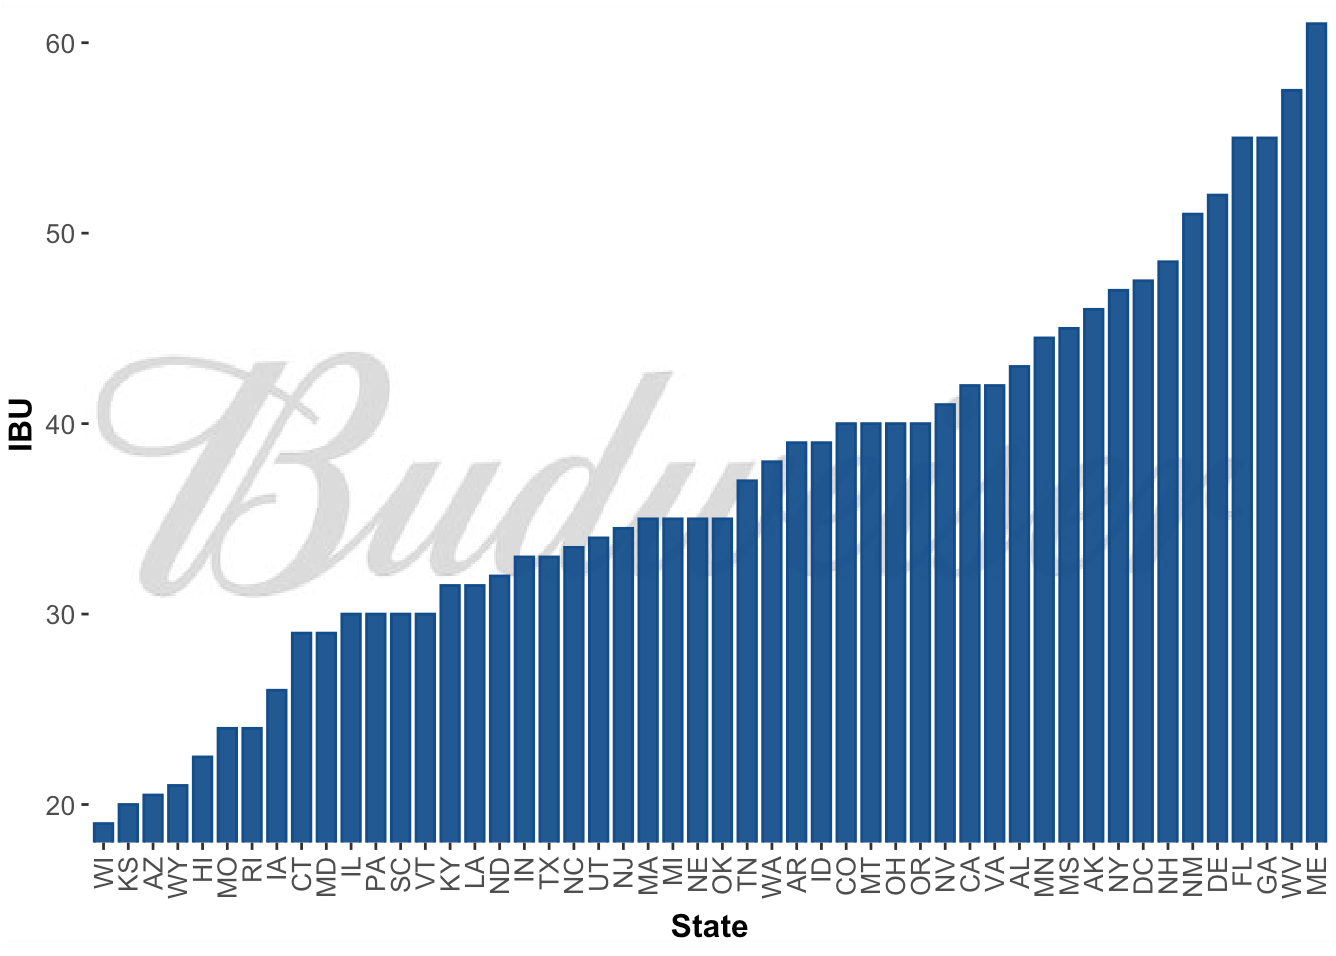 60
50
40
30
20
IBU
Budweiser
WI KS AZ WY HI MO RI IA CT MD IL PA SC VT KY LA ND IN TX NC UT NJ MA MI NE OK TN WA AR ID CO MT OH OR NV CA VA AL MN MS AK NY DC NH NM DE FL GA WV ME
State